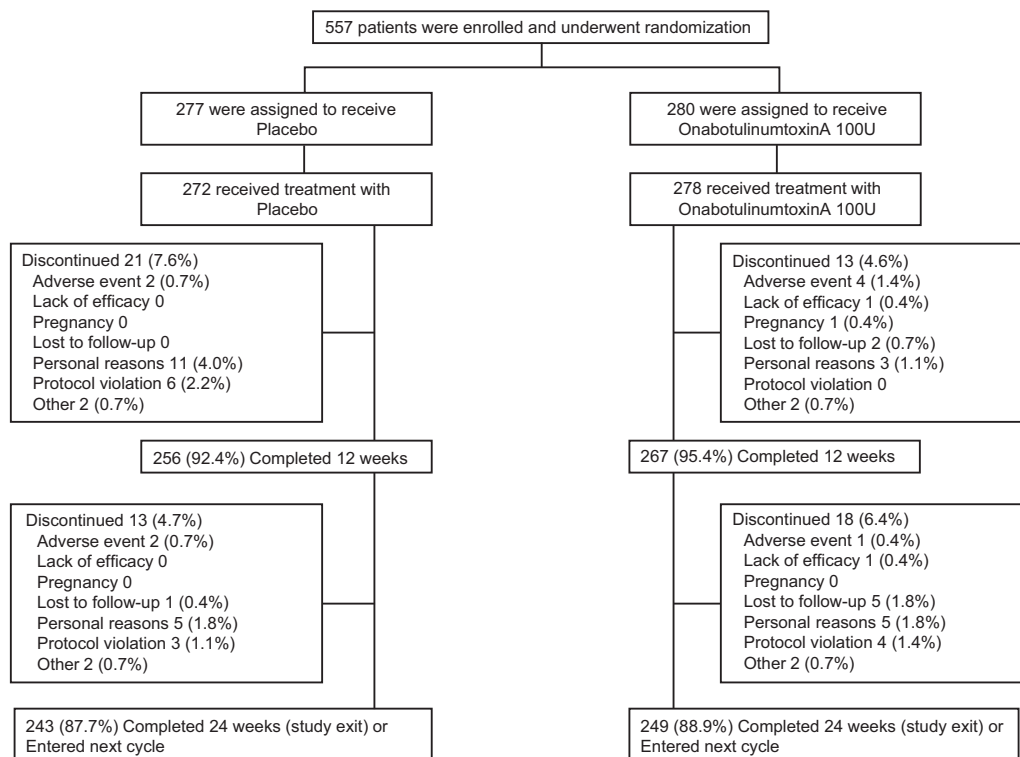 557 patients were enrolled and underwent randomization
277 were assigned to receive
Placebo
280 were assigned to receive
OnabotulinumtoxinA 100U
272 received treatment with
Placebo
278 received treatment with
OnabotulinumtoxinA 100U
Discontinued 21 (7.6%)
Adverse event 2 (0.7%)
Lack of efficacy 0
Pregnancy 0
Lost to follow-up 0
Personal reasons 11 (4.0%)
Protocol violation 6 (2.2%)
Other 2 (0.7%)
Discontinued 13 (4.6%)
Adverse event 4 (1.4%)
Lack of efficacy 1 (0.4%)
Pregnancy 1 (0.4%)
Lost to follow-up 2 (0.7%)
Personal reasons 3 (1.1%)
Protocol violation 0
Other 2 (0.7%)
256 (92.4%) Completed 12 weeks
267 (95.4%) Completed 12 weeks
Discontinued 13 (4.7%)
Adverse event 2 (0.7%)
Lack of efficacy 0
Pregnancy 0
Lost to follow-up 1 (0.4%)
Personal reasons 5 (1.8%)
Protocol violation 3 (1.1%)
Other 2 (0.7%)
Discontinued 18 (6.4%)
Adverse event 1 (0.4%)
Lack of efficacy 1 (0.4%)
Pregnancy 0
Lost to follow-up 5 (1.8%)
Personal reasons 5 (1.8%)
Protocol violation 4 (1.4%)
Other 2 (0.7%)
243 (87.7%) Completed 24 weeks (study exit) or
Entered next cycle
249 (88.9%) Completed 24 weeks (study exit) or
Entered next cycle